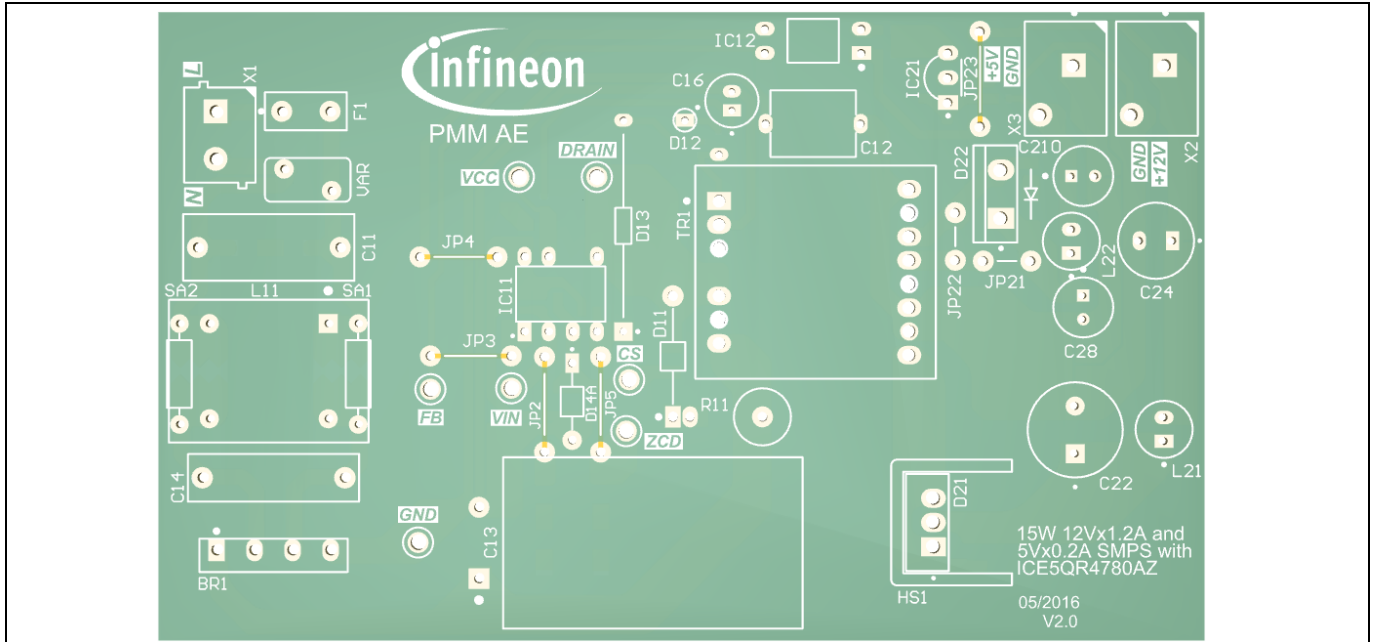 L
X1
F1
N
VAR
C11
SA2
L11
SA1
C14
BR1
infineon
PMM AE
VCC
DRAIN
JP4
IC11
D13
JP3
FB
VIN
JP2
D14A
JP5
CS
ZCD
D11
R11
GND
C13
IC12
C16
D12
C12
TR1
IC21
JP23
+5V
GND
X3
X2
GND
+12V
D22
C210
JP22
JP21
L22
C24
C28
C22
L21
D21
HS1
15W 12Vx1.2A and
5Vx0.2A SMPS with
ICE5QR4780AZ
05/2016
V2.0